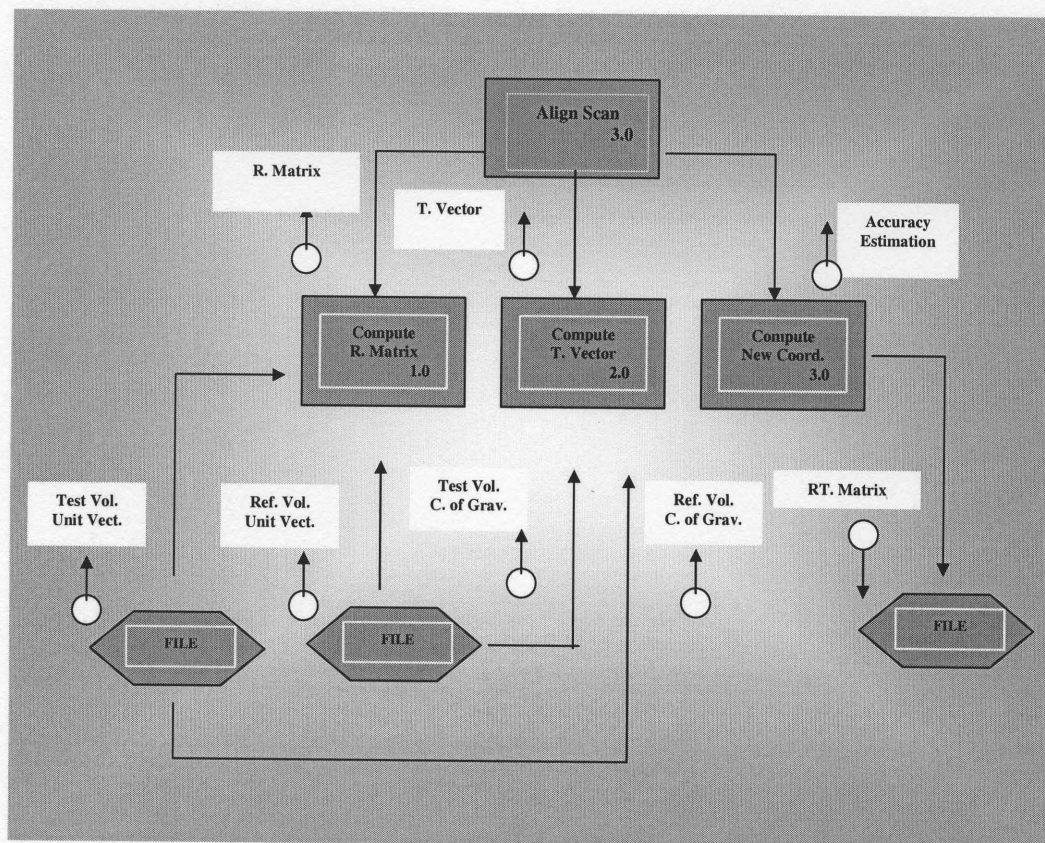 Align Scan
3.0
R. Matrix
T. Vector
Accuracy
Estimation
Compute
R. Matrix
1.0
Compute
T. Vector
2.0
Compute
New Coord.
3.0
Test Vol.
Unit Vect.
Ref. Vol.
Unit Vect.
Test Vol.
C. of Grav.
Ref. Vol.
C. of Grav.
RT. Matrix
FILE
FILE
FILE